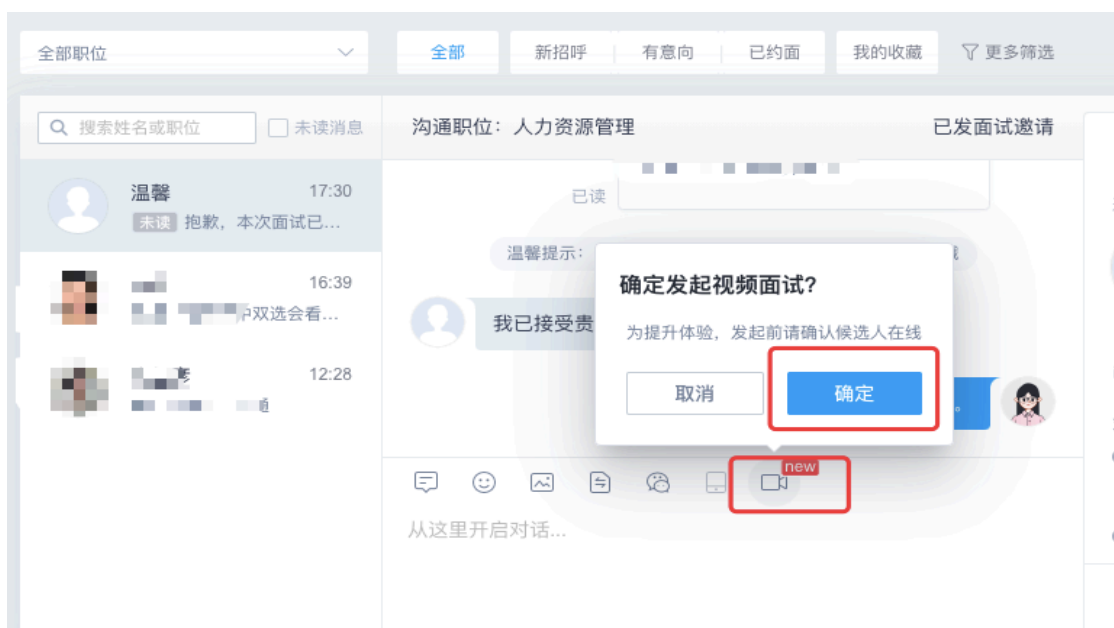 全部职位
全部 新招呼 有意向 已约面 我的收藏 更多筛选
搜索姓名或职位 未读消息
沟通职位：人力资源管理 已发面试邀请
温馨 17:30
未读 抱歉，本次面试已...
16:39
双选会看...
12:28
已读
温馨提示：
我已接受贵
确定发起视频面试?
为提升体验，发起前请确认候选人在线
取消 确定
new
从这里开启对话...